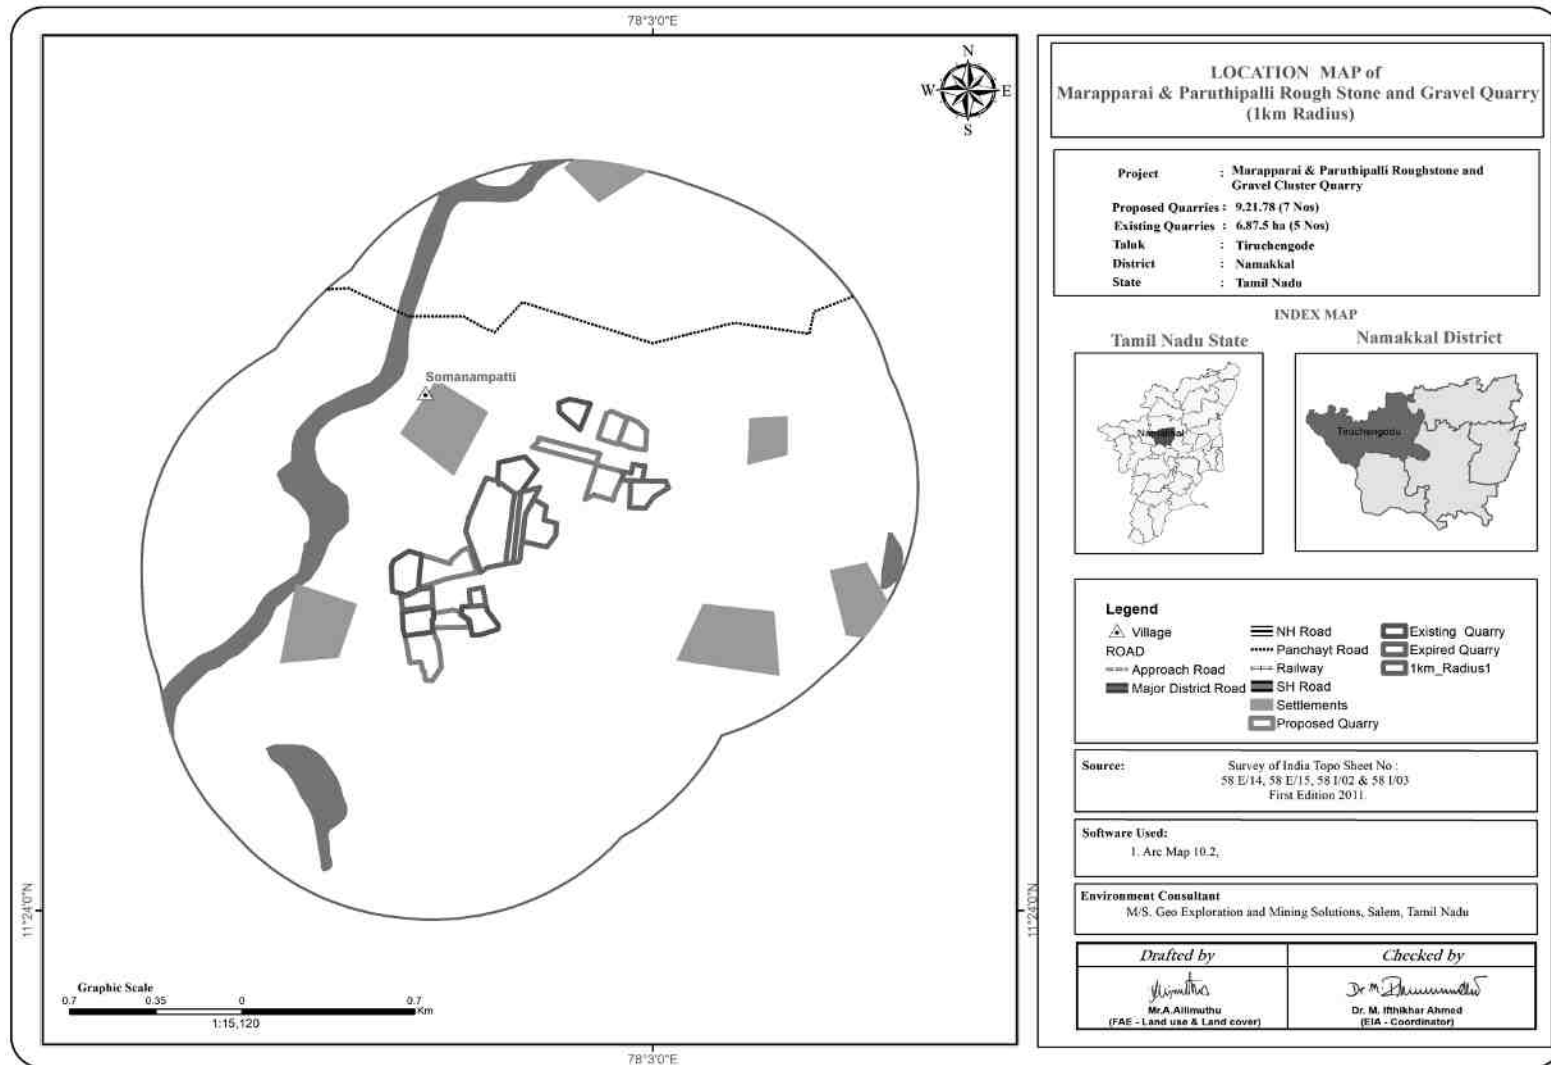 78°3'0"E
N
W
E
S
Somanampatti
11°24'0"N
11°24'0"N
Graphic Scale
0.7 0.35 0 0.7
Km
1:15,120
78°3'0"E
LOCATION MAP of
Marapparai & Paruthipalli Rough Stone and Gravel Quarry
(1km Radius)
Project : Marapparai & Paruthipalli Roughstone and
Gravel Cluster Quarry
Proposed Quarries : 9.21.78 (7 Nos)
Existing Quarries : 6.87.5 ha (5 Nos)
Taluk : Tiruchengode
District : Namakkal
State : Tamil Nadu
INDEX MAP
Tamil Nadu State
Namakkal District
Namakkal
Tiruchengodu
Legend
Village
ROAD
Approach Road
Major District Road
NH Road
Panchayt Road
Railway
SH Road
Settlements
Proposed Quarry
Existing Quarry
Expired Quarry
1km_Radius1
Source: Survey of India Topo Sheet No :
58 E/14, 58 E/15, 58 I/02 & 58 I/03
First Edition 2011.
Software Used:
1. Arc Map 10.2,
Environment Consultant
M/S. Geo Exploration and Mining Solutions, Salem, Tamil Nadu
Drafted by
Checked by
Mr.A.Allimuthu
(FAE - Land use & Land cover)
Dr. M. Ifthikhar Ahmed
(EIA - Coordinator)